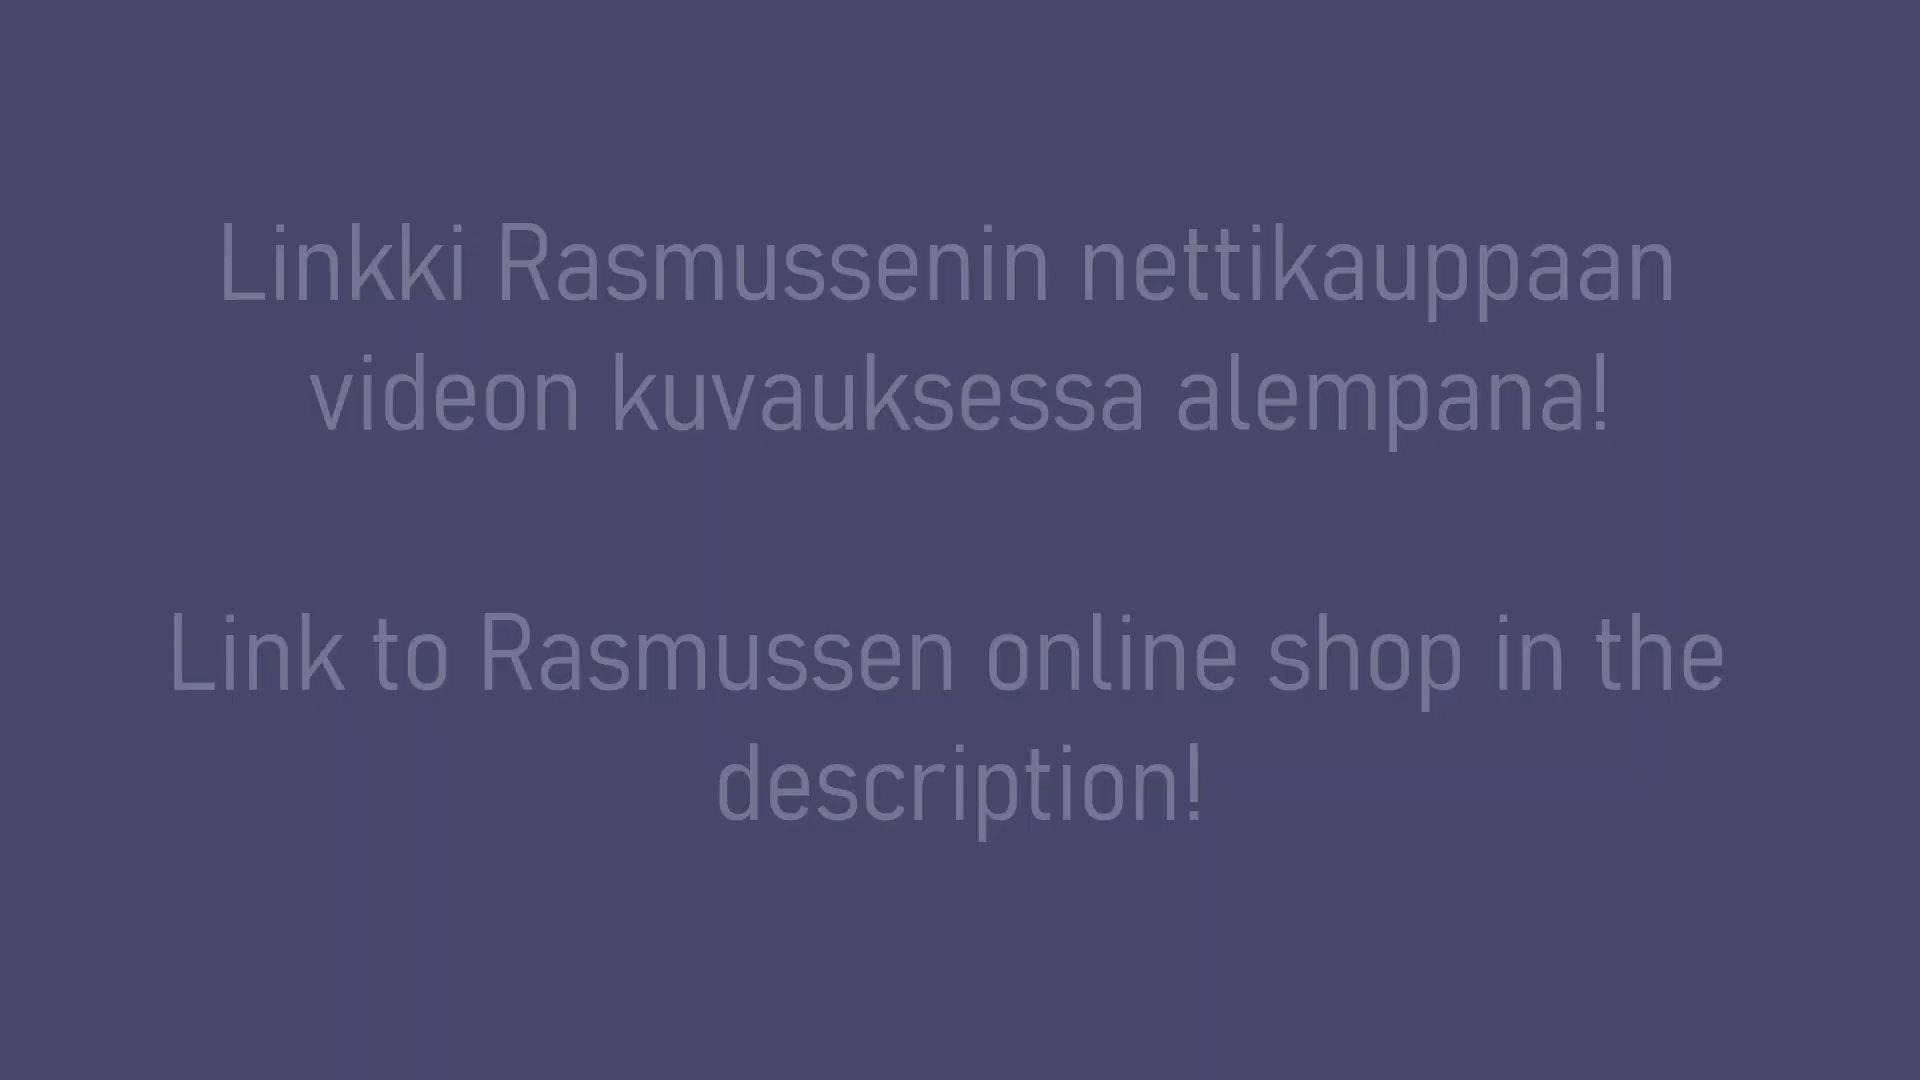 Linkki Rasmussenin nettikauppaan
videon kuvauksessa alempana!
Link to Rasmussen online shop in the
description!